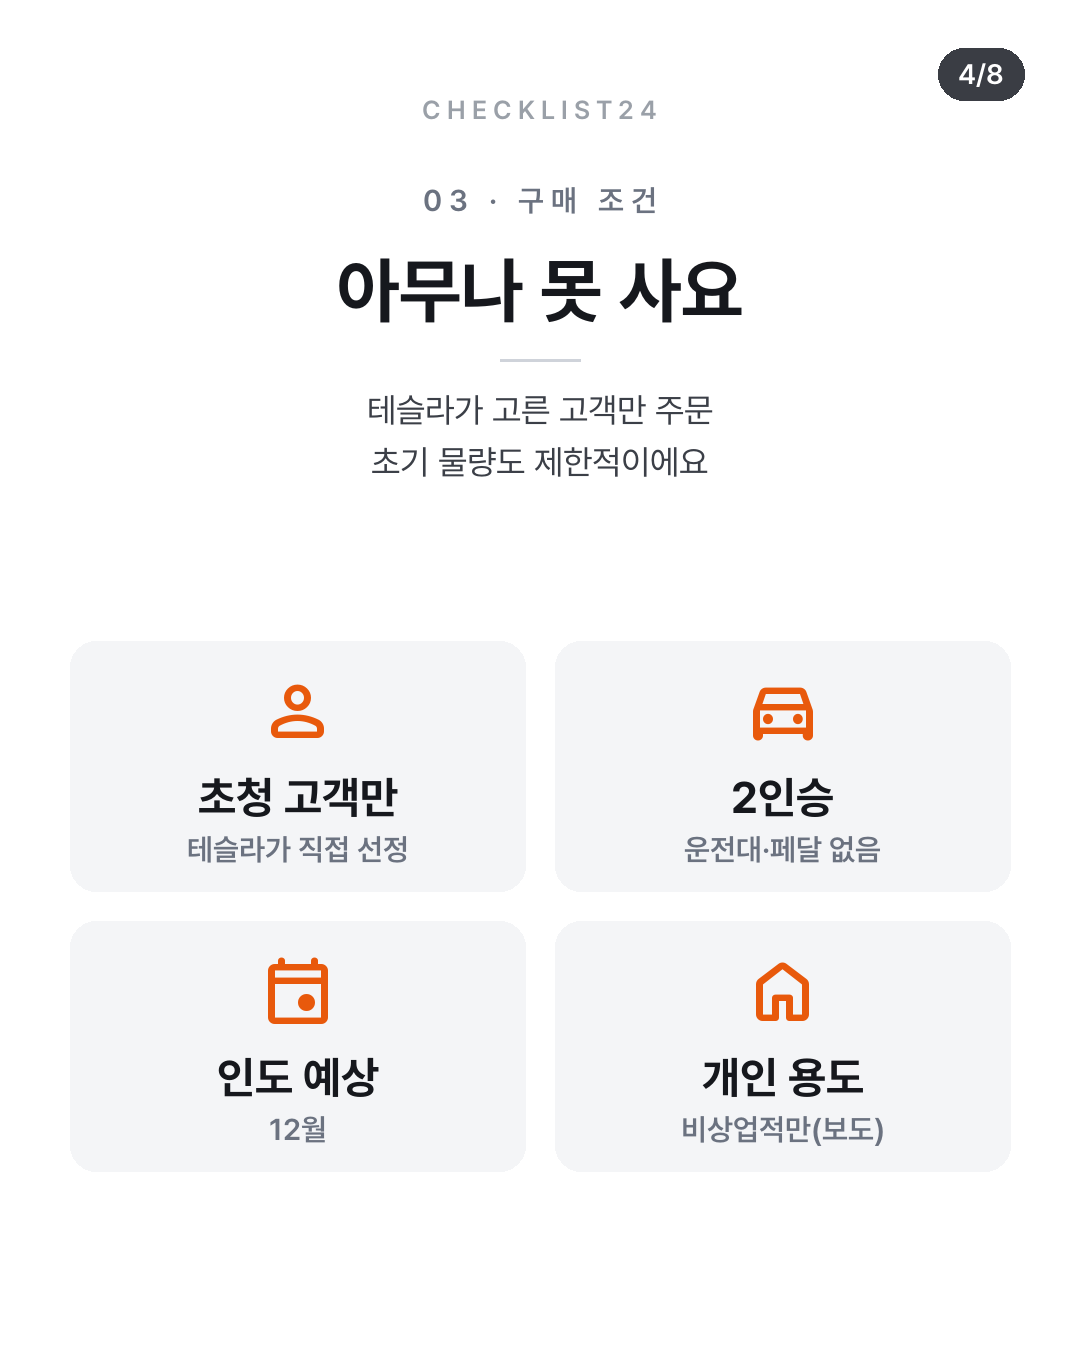 4/8
CHECKLIST24
03 · 구매 조건
아무나 못 사요
테슬라가 고른 고객만 주문
초기 물량도 제한적이에요
초청 고객만
테슬라가 직접 선정
2인승
운전대·페달 없음
인도 예상
12월
개인 용도
비상업적만(보도)